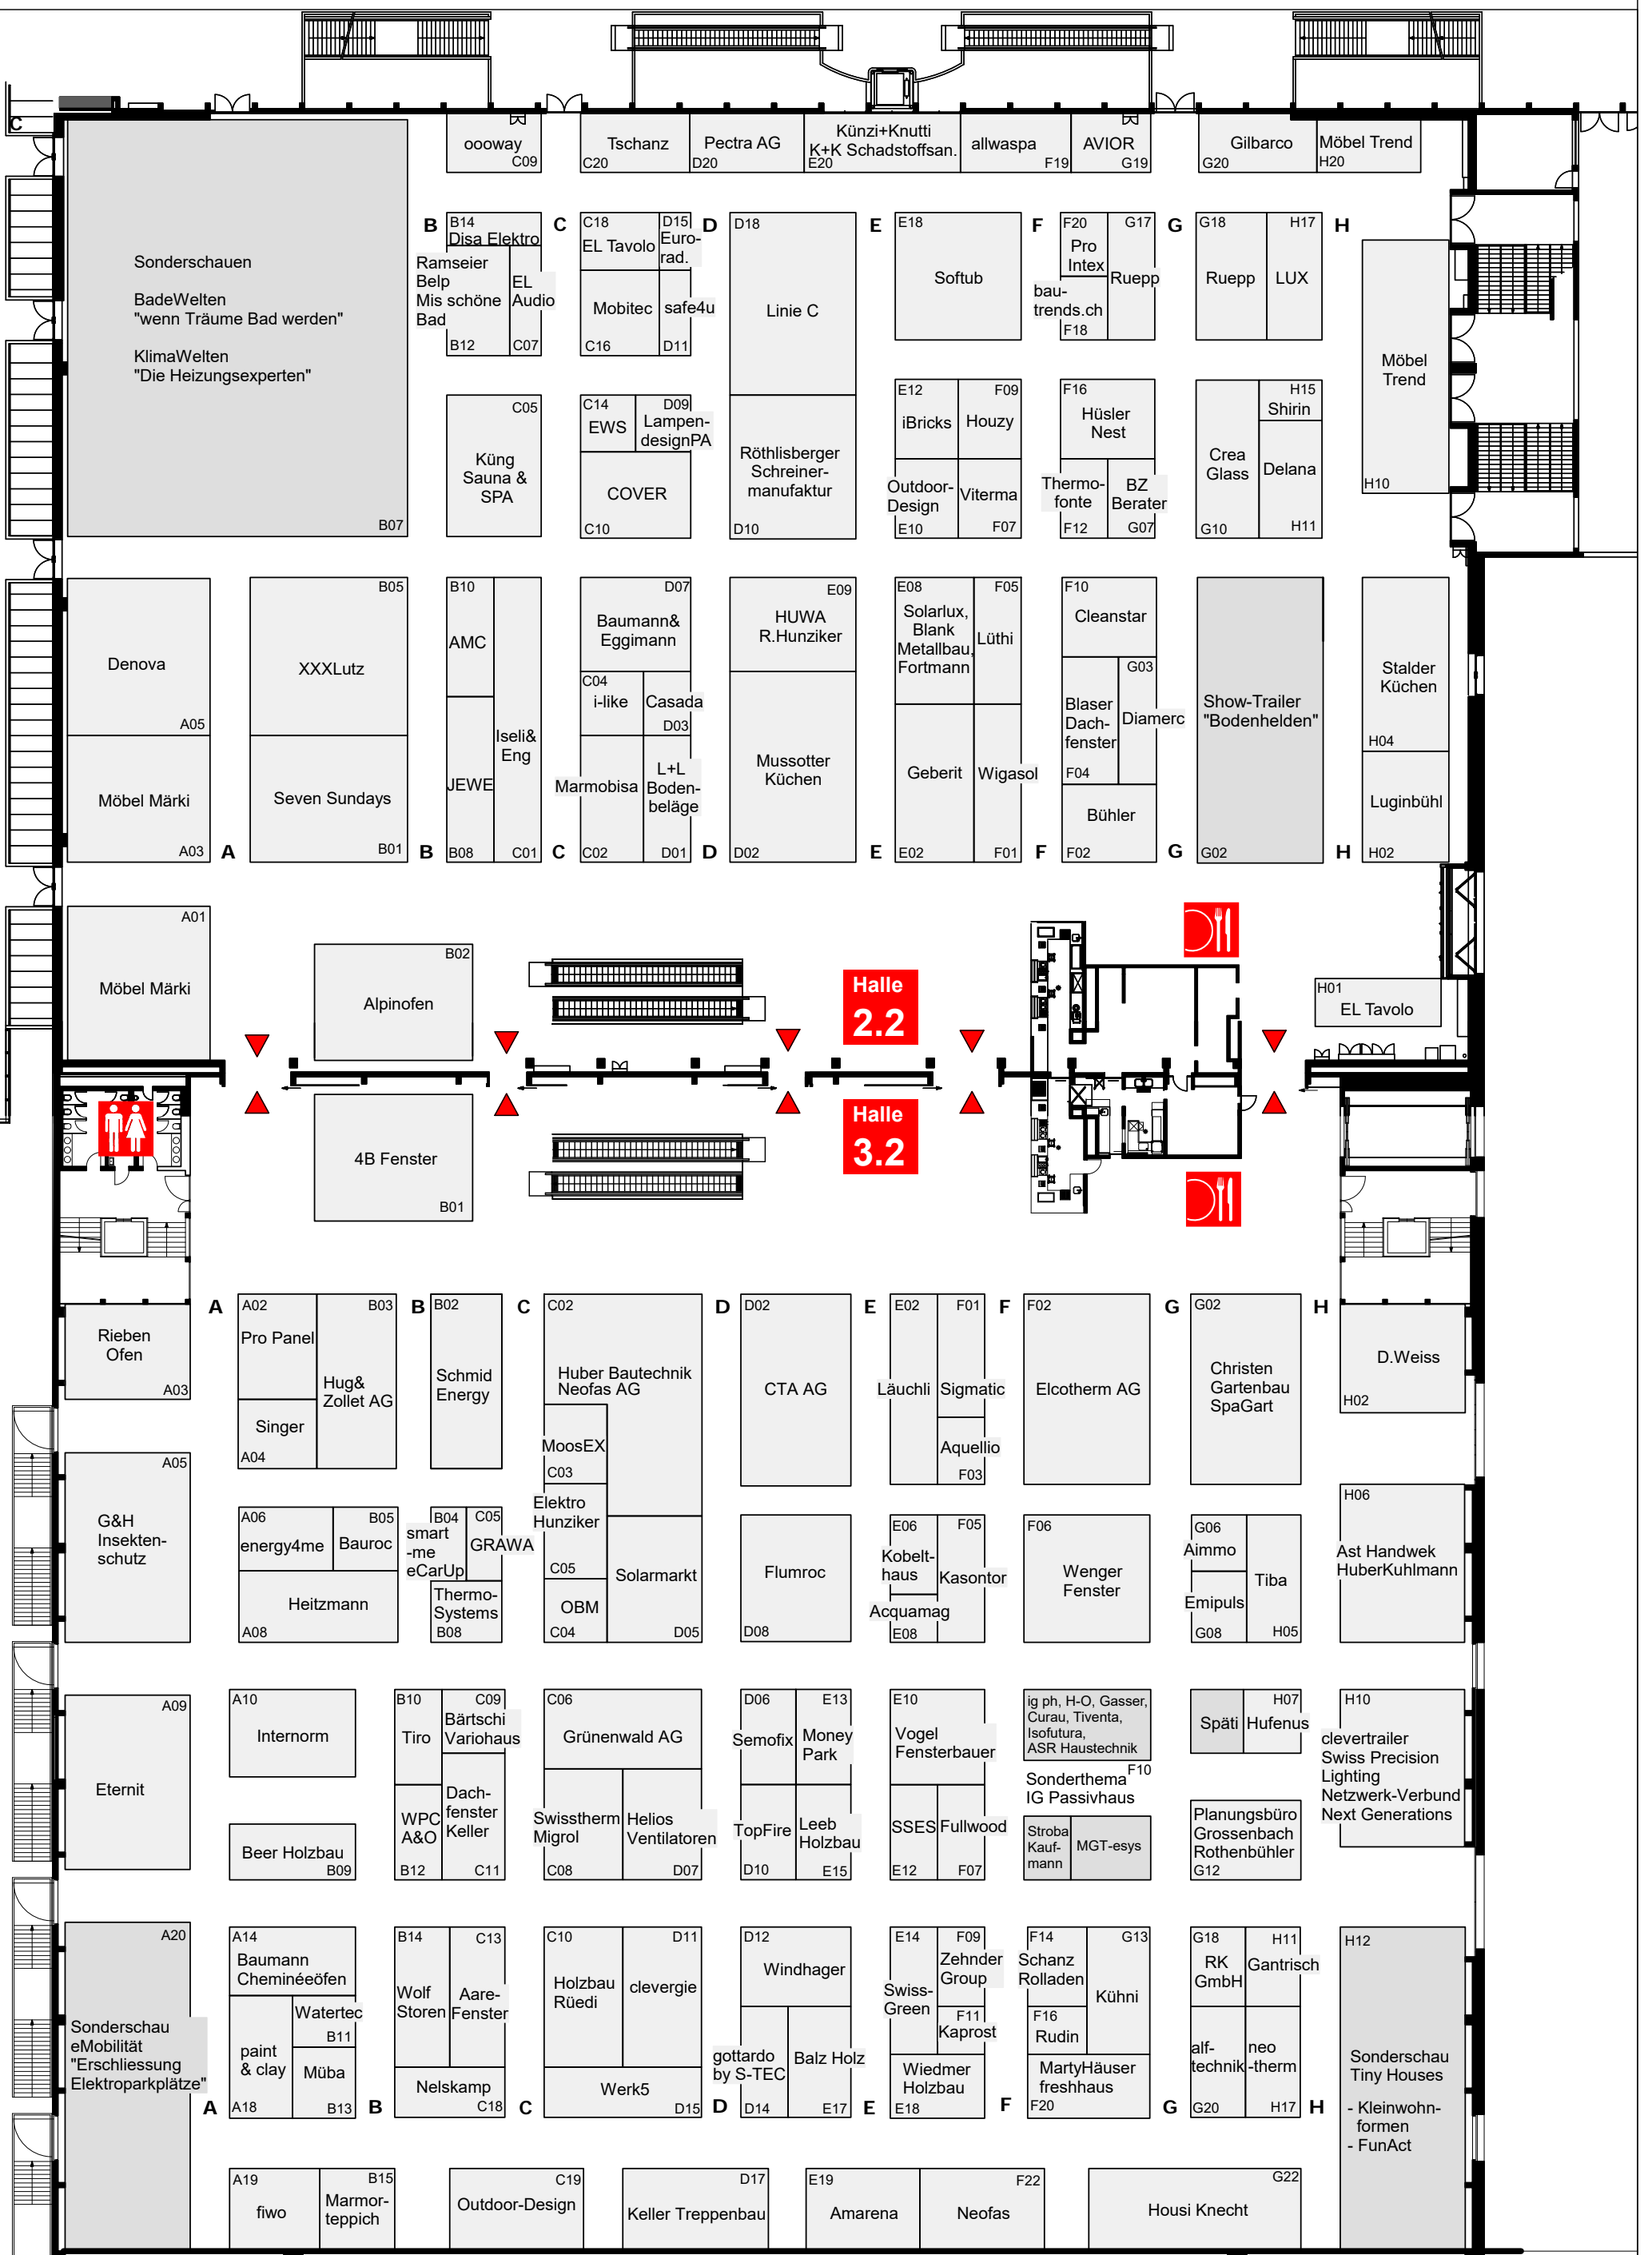 C
oooway
C09
Tschanz
C20
Pectra AG
D20
Künzi+Knutti
K+K Schadstoffsan.
E20
allwaspa
F19
AVIOR
G19
Gilbarco
G20
Möbel Trend
H20
Sonderschauen
BadeWelten
"wenn Träume Bad werden"
KlimaWelten
"Die Heizungsexperten"
B07
B
B14
Disa Elektro
Ramseier
Belp
Mis schöne
Bad
B12
EL
Audio
C07
C
C18
EL Tavolo
D15
Euro-
rad.
Mobitec
C16
safe4u
D11
D
D18
Linie C
E
E18
Softub
F
F20
Pro
Intex
G17
Ruepp
bau-
trends.ch
F18
G
G18
Ruepp
H17
LUX
H
Möbel
Trend
H10
C05
Küng
Sauna &
SPA
C14
EWS
D09
Lampen-
designPA
COVER
C10
Röthlisberger
Schreiner-
manufaktur
D10
E12
iBricks
F09
Houzy
Outdoor-
Design
E10
Viterma
F07
F16
Hüsler
Nest
Thermo-
fonte
F12
BZ
Berater
G07
Crea
Glass
G10
H15
Shirin
Delana
H11
Denova
A05
B05
XXXLutz
B10
AMC
Iseli&
Eng
C01
D07
Baumann&
Eggimann
C04
i-like
Casada
D03
E09
HUWA
R.Hunziker
E08
Solarlux,
Blank
Metallbau,
Fortmann
F05
Lüthi
F10
Cleanstar
G03
Blaser
Dach-
fenster
F04
Diamerc
Show-Trailer
"Bodenhelden"
G02
Stalder
Küchen
H04
Möbel Märki
A03
A
Seven Sundays
B01
B
JEWE
B08
C
Marmobisa
C02
L+L
Boden-
beläge
D01
D
Mussotter
Küchen
D02
E
Geberit
E02
Wigasol
F01
F
Bühler
F02
G
H
Luginbühl
H02
A01
Möbel Märki
B02
Alpinofen
Halle
2.2
H01
EL Tavolo
4B Fenster
B01
Halle
3.2
A
B
C
D
E
F
G
H
Rieben
Ofen
A03
A02
Pro Panel
B03
Hug&
Zollet AG
Singer
A04
B02
Schmid
Energy
C02
Huber Bautechnik
Neofas AG
MoosEX
C03
D02
CTA AG
E02
Läuchli
F01
Sigmatic
Aquellio
F03
F02
Elcotherm AG
G02
Christen
Gartenbau
SpaGart
D.Weiss
H02
A05
G&H
Insekten-
schutz
A06
energy4me
B05
Bauroc
Heitzmann
A08
B04
smart
-me
eCarUp
C05
GRAWA
Thermo-
Systems
B08
Elektro
Hunziker
C05
OBM
C04
Solarmarkt
D05
Flumroc
D08
E06
Kobelt-
haus
F05
Kasontor
Acquamag
E08
F06
Wenger
Fenster
G06
Aimmo
Emipuls
G08
Tiba
H05
H06
Ast Handwek
HuberKuhlmann
A09
Eternit
A10
Internorm
Beer Holzbau
B09
B10
Tiro
C09
Bärtschi
Variohaus
WPC
A&O
B12
Dach-
fenster
Keller
C11
C06
Grünenwald AG
Swisstherm
Migrol
C08
Helios
Ventilatoren
D07
D06
Semofix
E13
Money
Park
TopFire
D10
Leeb
Holzbau
E15
E10
Vogel
Fensterbauer
SSES
E12
Fullwood
F07
ig ph, H-O, Gasser,
Curau, Tiventa,
Isofutura,
ASR Haustechnik
F10
Sonderthema
IG Passivhaus
Stroba
Kauf-
mann
MGT-esys
Späti
H07
Hufenus
Planungsbüro
Grossenbach
Rothenbühler
G12
H10
clevertrailer
Swiss Precision
Lighting
Netzwerk-Verbund
Next Generations
A20
Sonderschau
eMobilität
"Erschliessung
Elektroparkplätze"
A14
Baumann
Cheminéeöfen
Watertec
B11
paint
& clay
A18
Müba
B13
B14
Wolf
Storen
C13
Aare-
Fenster
Nelskamp
C18
C10
Holzbau
Rüedi
D11
clevergie
Werk5
D15
D12
Windhager
gottardo
by S-TEC
D14
Balz Holz
E17
E14
Swiss-
Green
F09
Zehnder
Group
F11
Kaprost
Wiedmer
Holzbau
E18
F14
Schanz
Rolladen
G13
Kühni
F16
Rudin
MartyHäuser
freshhaus
F20
G18
RK
GmbH
H11
Gantrisch
alf-
technik
G20
neo
-therm
H17
H12
Sonderschau
Tiny Houses
- Kleinwohn-
formen
- FunAct
A
B
C
D
E
F
G
H
A19
fiwo
B15
Marmor-
teppich
C19
Outdoor-Design
D17
Keller Treppenbau
E19
Amarena
F22
Neofas
G22
Housi Knecht